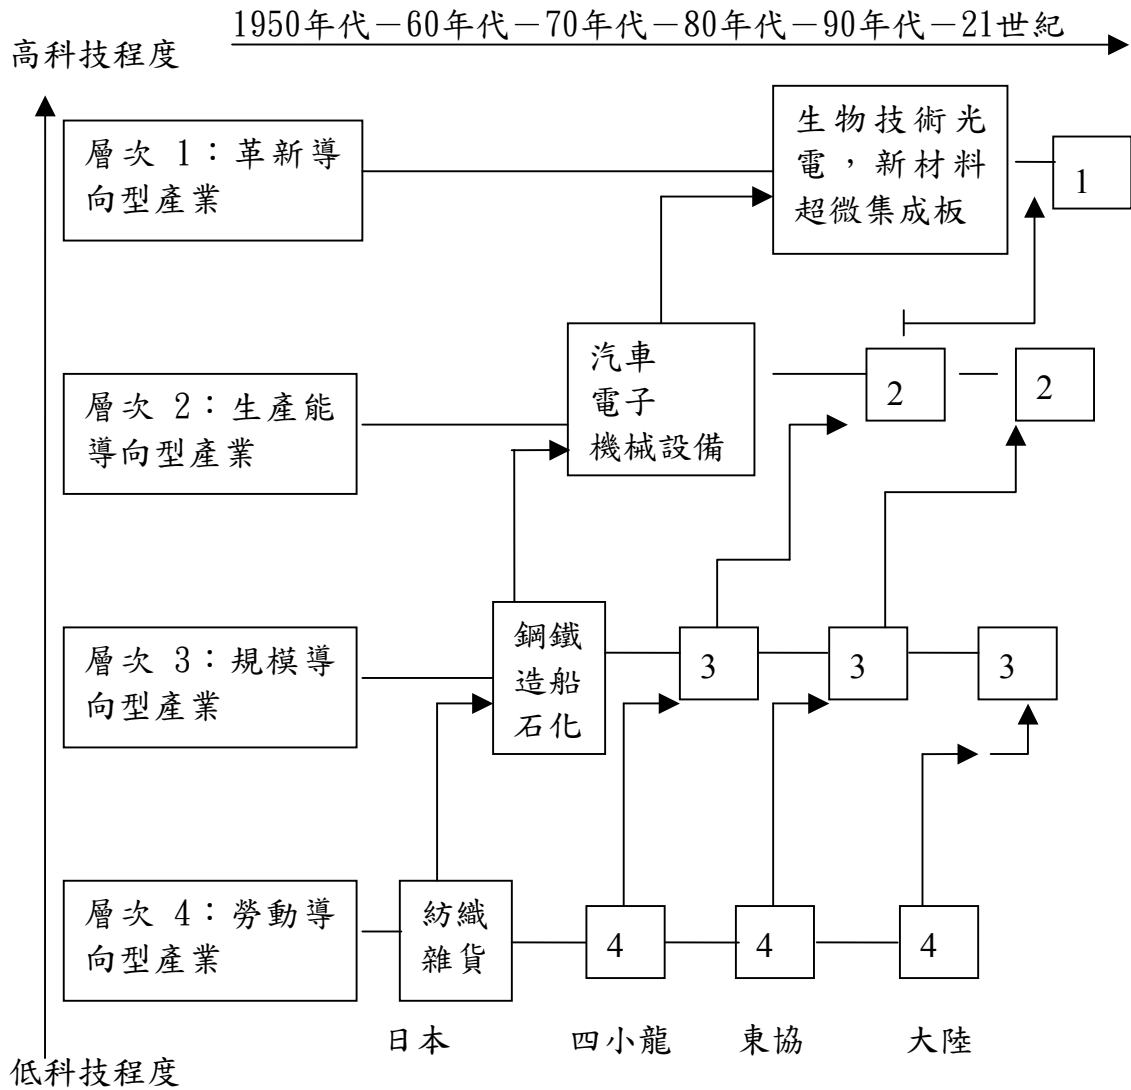 1950年代－60年代－70年代－80年代－90年代－21世紀
高科技程度
層次 1：革新導
向型產業
生物技術光
電，新材料
超微集成板
1
層次 2：生產能
導向型產業
汽車
電子
機械設備
2
2
層次 3：規模導
向型產業
鋼鐵
造船
石化
3
3
3
層次 4：勞動導
向型產業
紡織
雜貨
4
4
4
日本
四小龍
東協
大陸
低科技程度